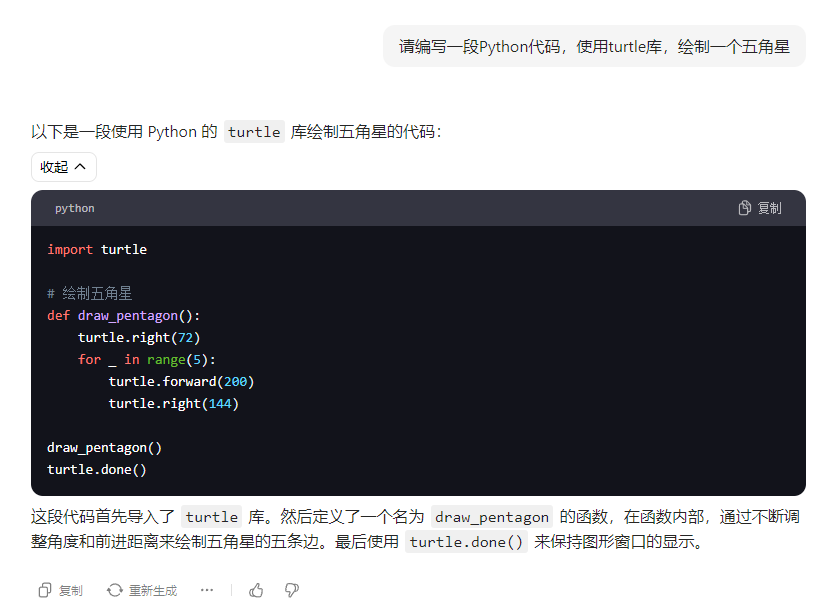 请编写一段Python代码，使用turtle库，绘制一个五角星
以下是一段使用 Python 的 turtle 库绘制五角星的代码：
收起
python 复制
import turtle
# 绘制五角星
def draw_pentagon():
    turtle.right(72)
    for _ in range(5):
        turtle.forward(200)
        turtle.right(144)
draw_pentagon()
turtle.done()
这段代码首先导入了 turtle 库。然后定义了一个名为 draw_pentagon 的函数，在函数内部，通过不断调
整角度和前进距离来绘制五角星的五条边。最后使用 turtle.done() 来保持图形窗口的显示。
复制 重新生成 ···